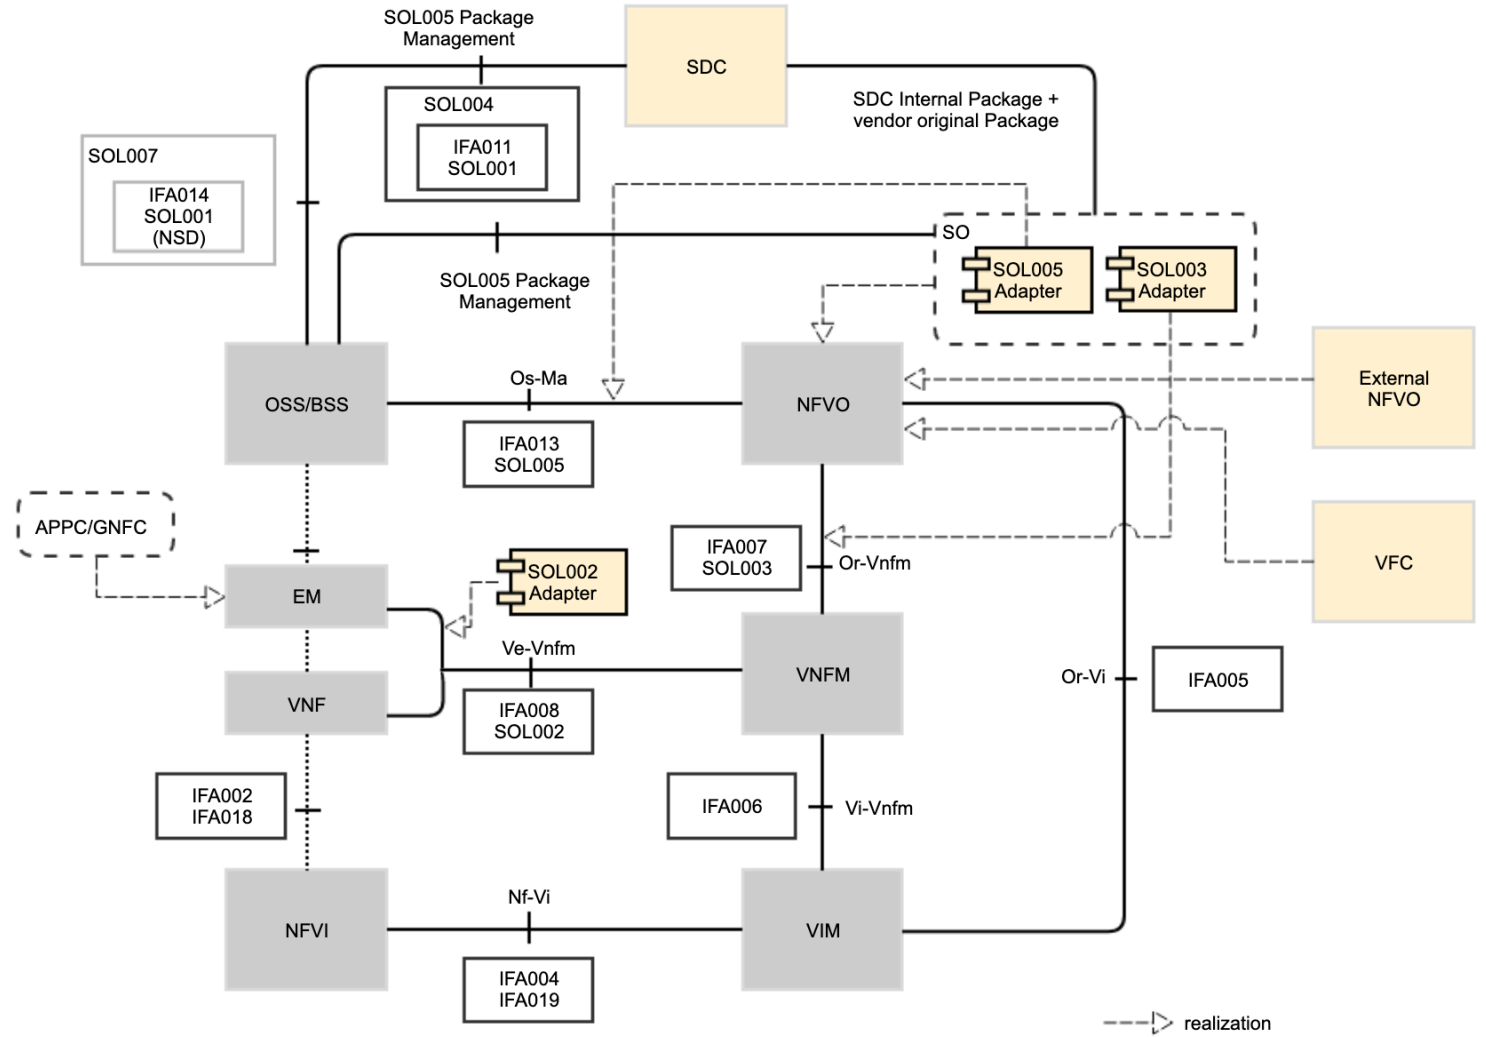 SOL005 Package
Management
SDC
SOL004
IFA011
SOL001
SDC Internal Package +
vendor original Package
SOL007
IFA014
SOL001
(NSD)
SO
SOL005
Adapter
SOL003
Adapter
SOL005 Package
Management
OSS/BSS
Os-Ma
IFA013
SOL005
NFVO
External
NFVO
APPC/GNFC
EM
SOL002
Adapter
IFA007
SOL003
Or-Vnfm
VFC
VNF
Ve-Vnfm
IFA008
SOL002
VNFM
Or-Vi
IFA005
IFA002
IFA018
IFA006
Vi-Vnfm
NFVI
Nf-Vi
IFA004
IFA019
VIM
realization